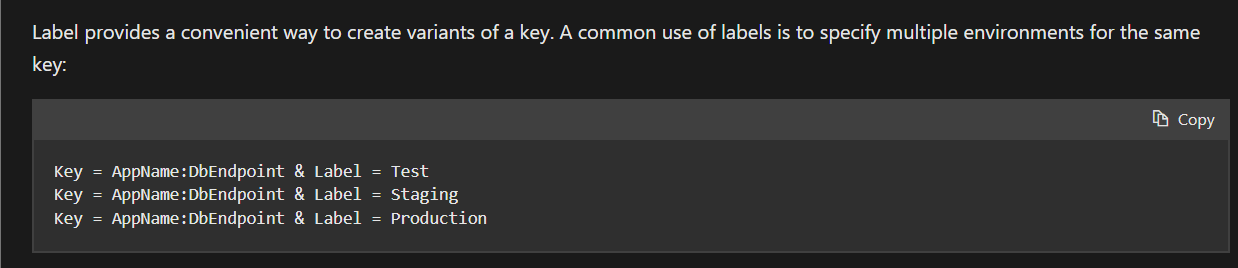 Label provides a convenient way to create variants of a key. A common use of labels is to specify multiple environments for the same
key:
Copy
Key = AppName:DbEndpoint & Label = Test
Key = AppName:DbEndpoint & Label = Staging
Key = AppName:DbEndpoint & Label = Production